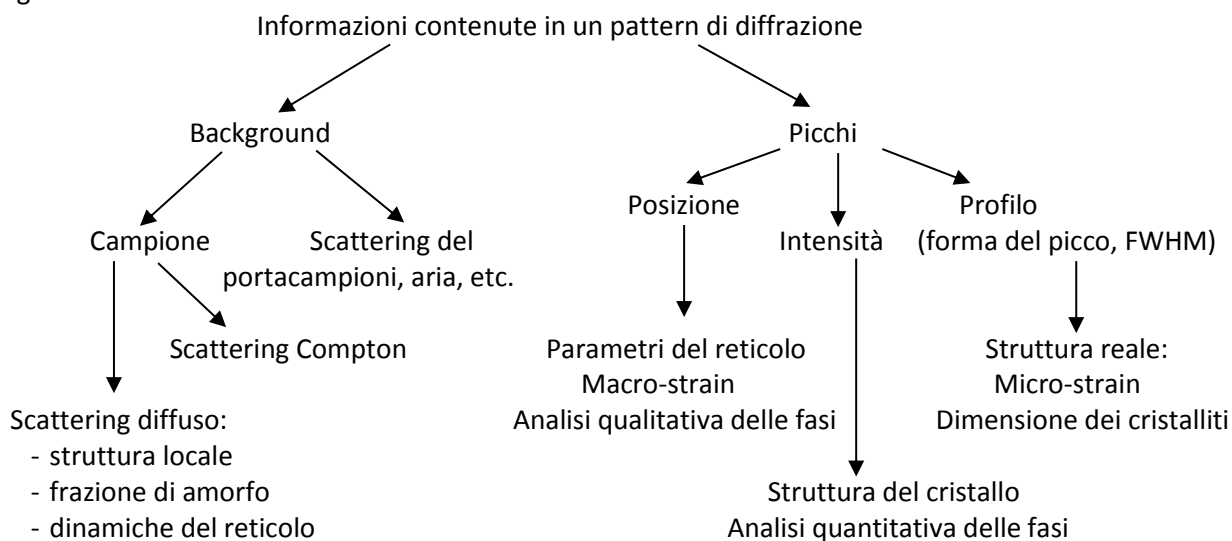 Informazioni contenute in un pattern di diffrazione
Background
Picchi
Posizione
Profilo
Campione
Scattering del
Intensità
(forma del picco, FWHM)
portacampioni, aria, etc.
Scattering Compton
Parametri del reticolo
Struttura reale:
Macro-strain
Micro-strain
Scattering diffuso:
Analisi qualitativa delle fasi
Dimensione dei cristalliti
- struttura locale
- frazione di amorfo
Struttura del cristallo
- dinamiche del reticolo
Analisi quantitativa delle fasi